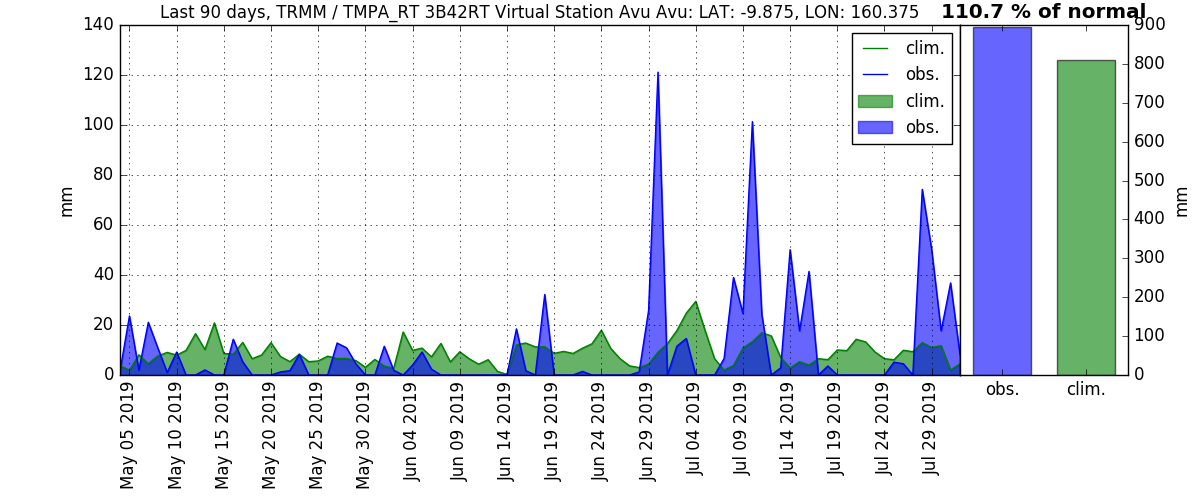 Last 90 days, TRMM / TMPA_RT 3B42RT Virtual Station Avu Avu: LAT: -9.875, LON: 160.375
110.7 % of normal
140
120
100
80
60
40
20
0
mm
clim.
obs.
clim.
obs.
900
800
700
600
500
400
300
200
100
0
mm
May 05 2019
May 10 2019
May 15 2019
May 20 2019
May 25 2019
May 30 2019
Jun 04 2019
Jun 09 2019
Jun 14 2019
Jun 19 2019
Jun 24 2019
Jun 29 2019
Jul 04 2019
Jul 09 2019
Jul 14 2019
Jul 19 2019
Jul 24 2019
Jul 29 2019
obs.
clim.